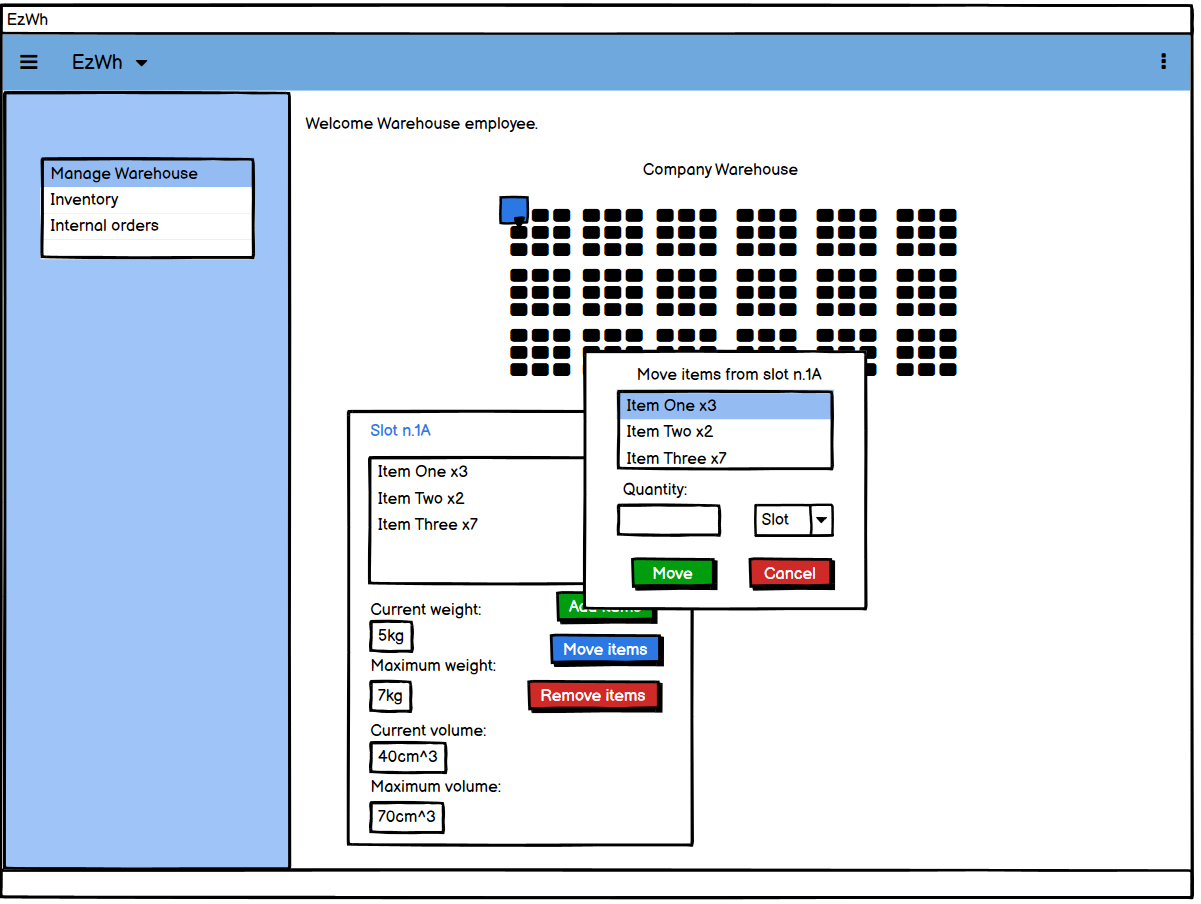 EzWh
EzWh
Welcome Warehouse employee.
Manage Warehouse
Inventory
Internal orders
Company Warehouse
Move items from slot n.1A
Item One x3
Item Two x2
Item Three x7
Quantity:
Slot
Move
Cancel
Slot n.1A
Item One x3
Item Two x2
Item Three x7
Current weight:
5kg
Maximum weight:
7kg
Current volume:
40cm^3
Maximum volume:
70cm^3
Add items
Move items
Remove items